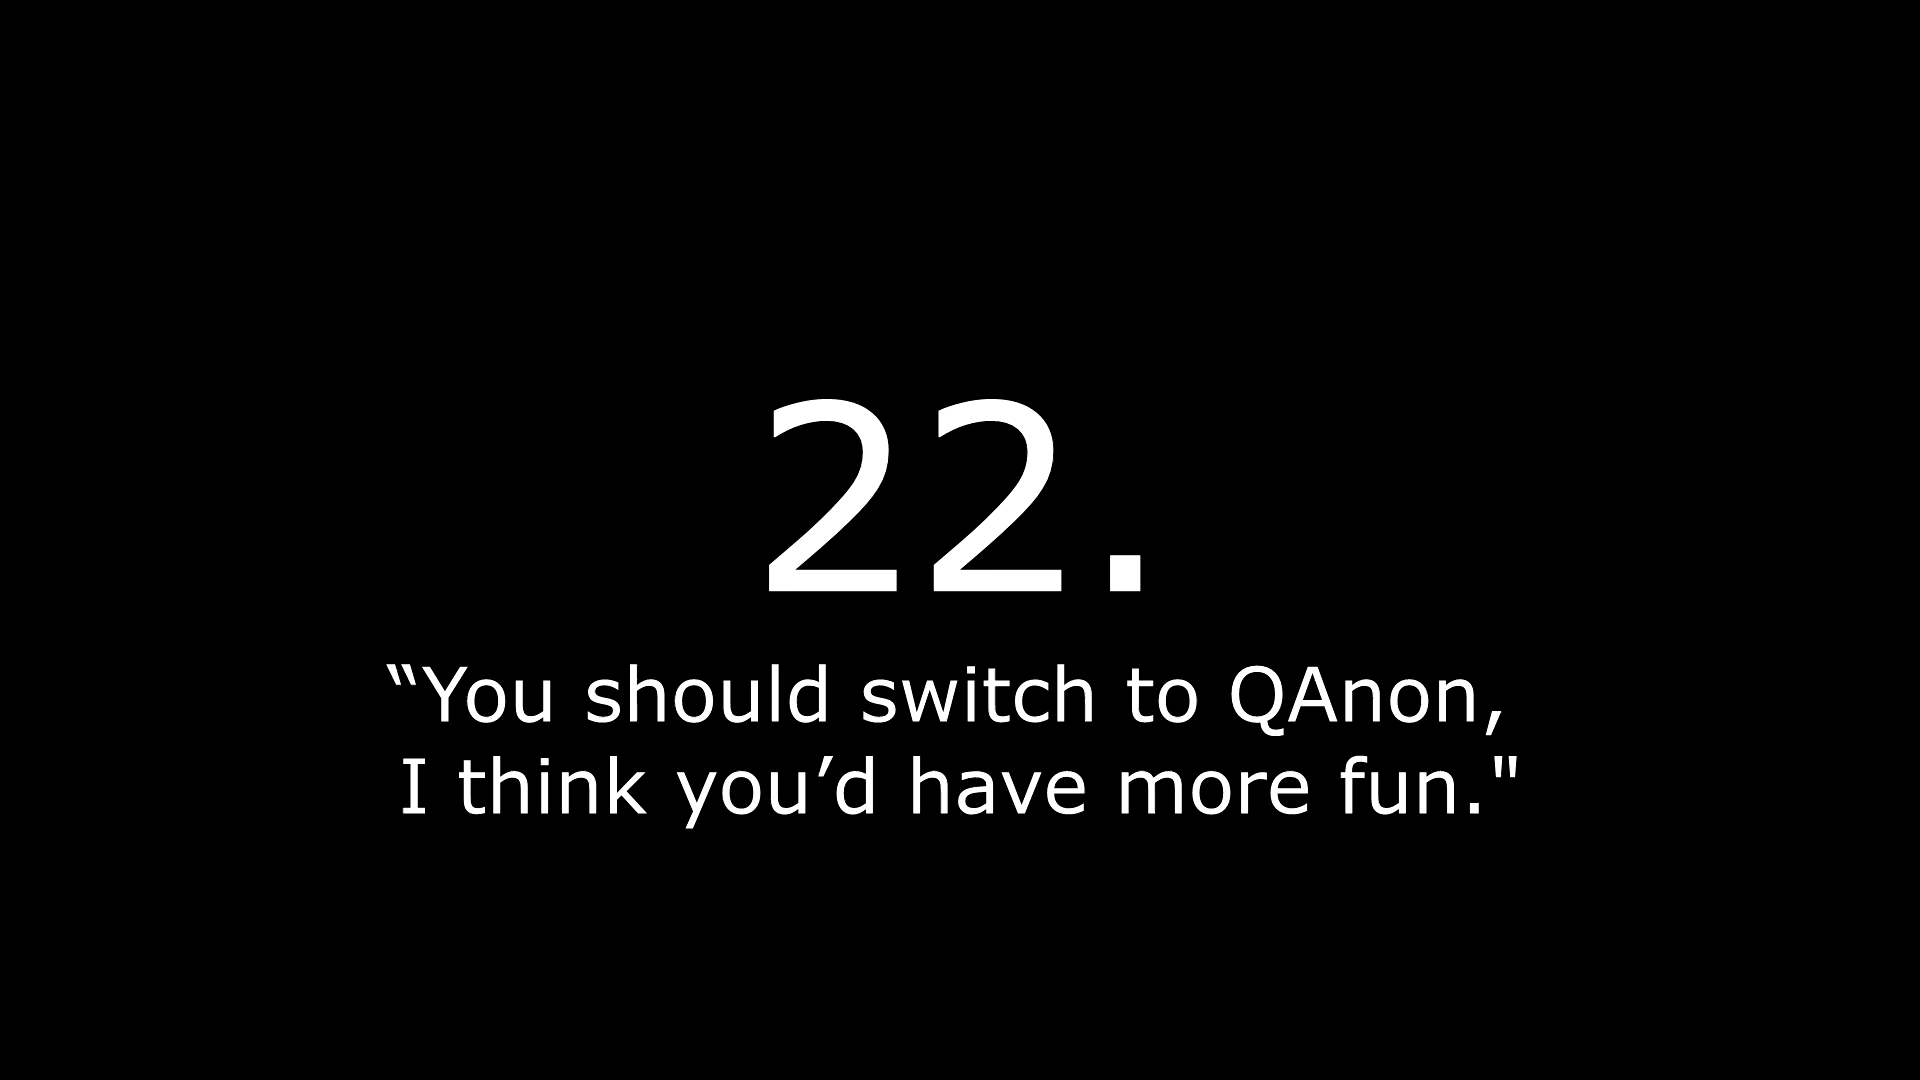 22.
“You should switch to QAnon,
I think you’d have more fun."